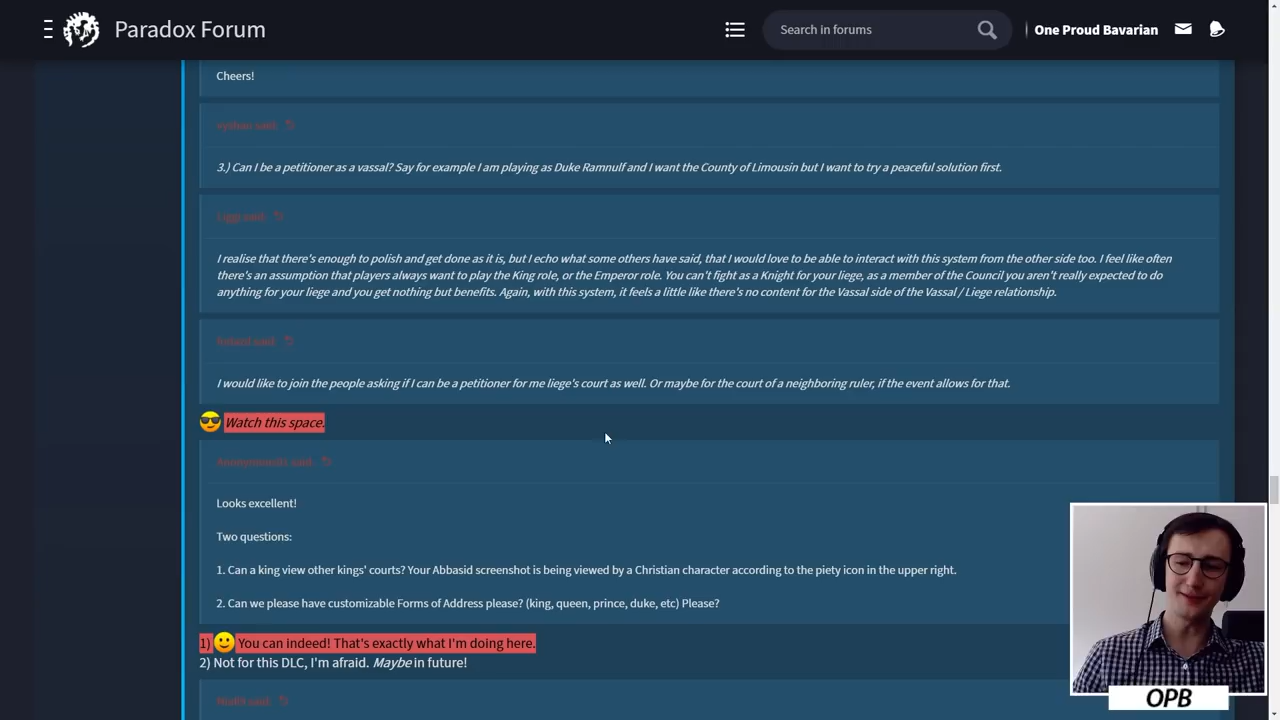 Paradox Forum
Search in forums
One Proud Bavarian
Cheers!
said:
3.) Can I be a petitioner as a vassal? Say for example I am playing as Duke Ramnulf and I want the County of Limousin but I want to try a peaceful solution first.
said:
I realise that there's enough to polish and get done as it is, but I echo what some others have said, that I would love to be able to interact with this system from the other side too. I feel like often
there's an assumption that players always want to play the King role, or the Emperor role. You can't fight as a Knight for your liege, as a member of the Council you aren't really expected to do
anything for your liege and you get nothing but benefits. Again, with this system, it feels a little like there's no content for the Vassal side of the Vassal / Liege relationship.
said:
I would like to join the people asking if I can be a petitioner for me liege's court as well. Or maybe for the court of a neighboring ruler, if the event allows for that.
Watch this space.
said:
Looks excellent!
Two questions:
1. Can a king view other kings' courts? Your Abbasid screenshot is being viewed by a Christian character according to the piety icon in the upper right.
2. Can we please have customizable Forms of Address please? (king, queen, prince, duke, etc) Please?
1) You can indeed! That's exactly what I'm doing here.
2) Not for this DLC, I'm afraid. Maybe in future!
said:
OPB